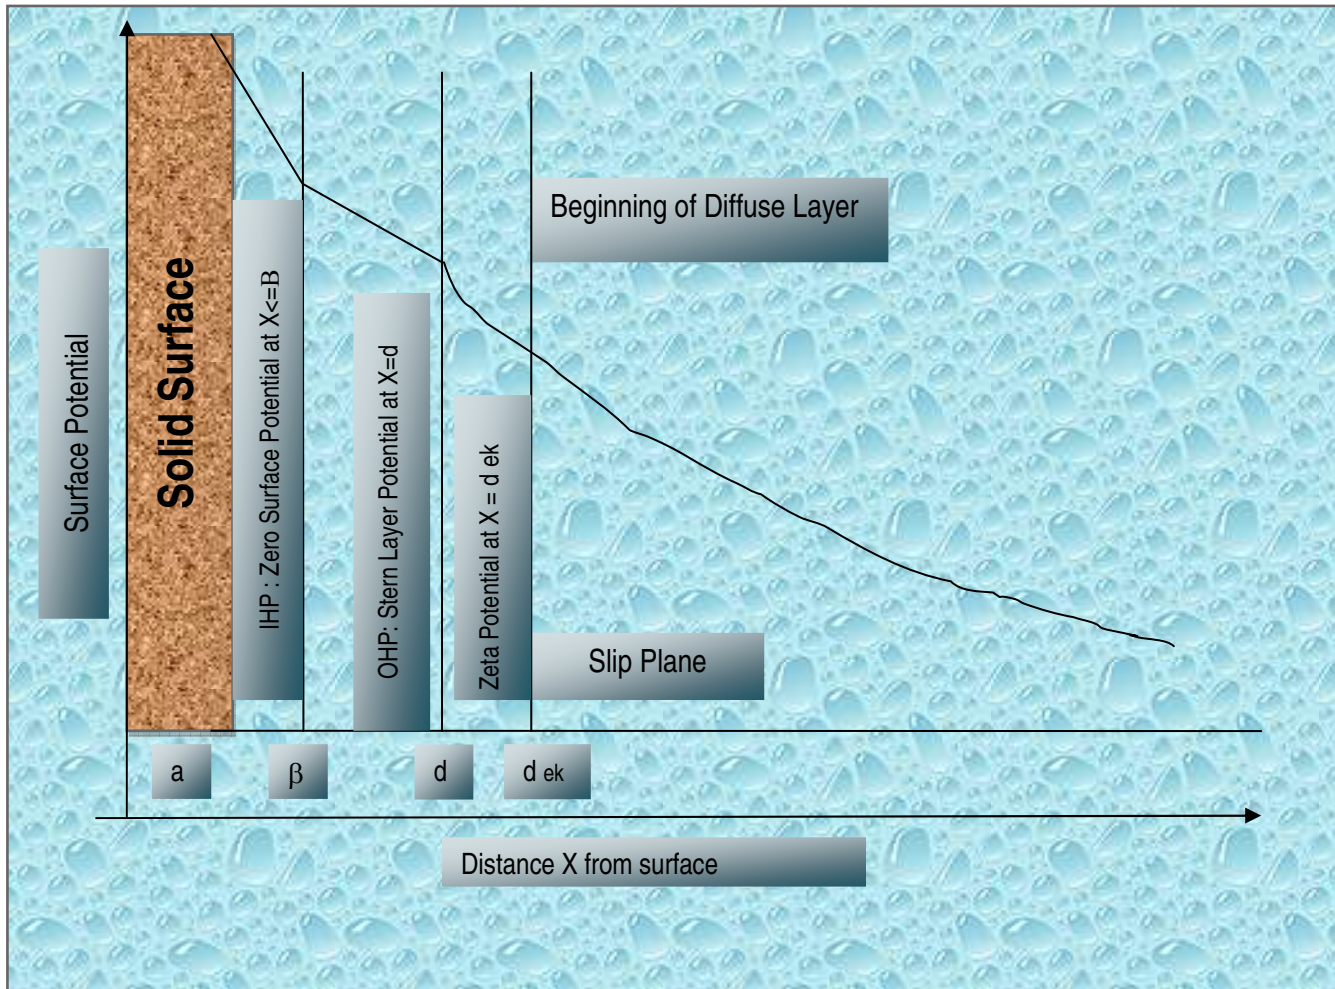 Surface Potential
Solid Surface
IHP : Zero Surface Potential at X<=B
OHP: Stern Layer Potential at X=d
Zeta Potential at X = d ek
Beginning of Diffuse Layer
Slip Plane
a
β
d
d ek
Distance X from surface